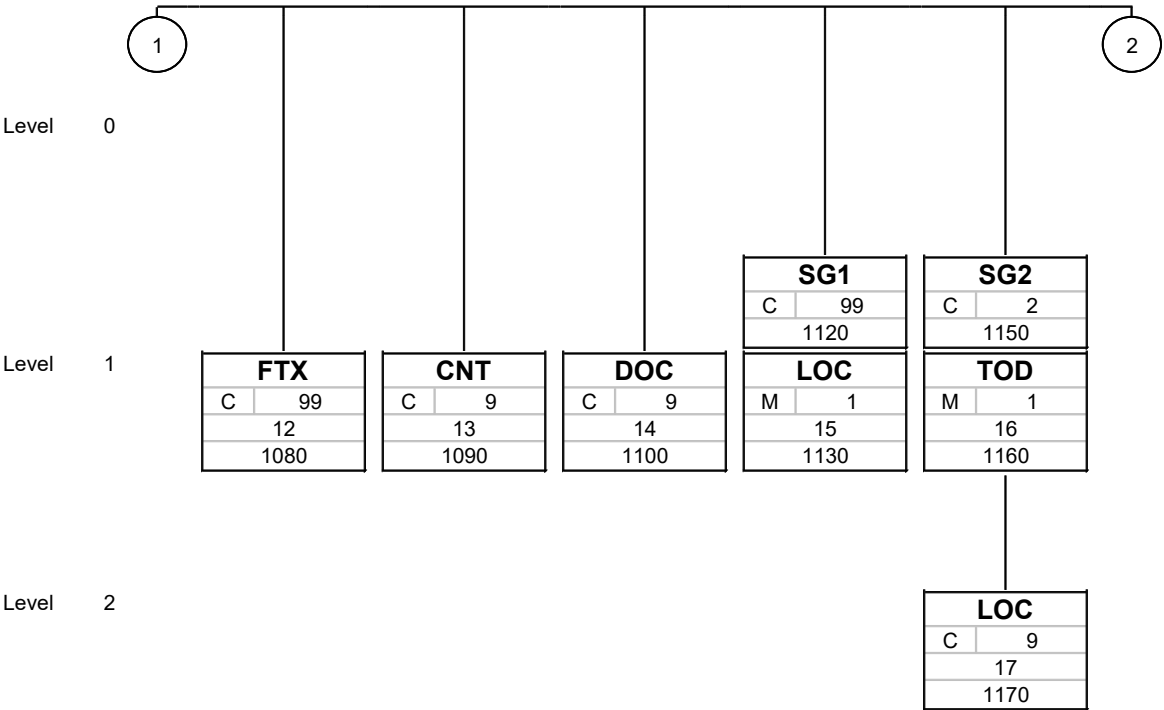 1 2
Level 0
SG1 SG2
C 99 C 2
1120 1150
Level 1
FTX CNT DOC LOC TOD
C 99 C 9 C 9 M 1 M 1
12 13 14 15 16
1080 1090 1100 1130 1160
Level 2
LOC
C 9
17
1170